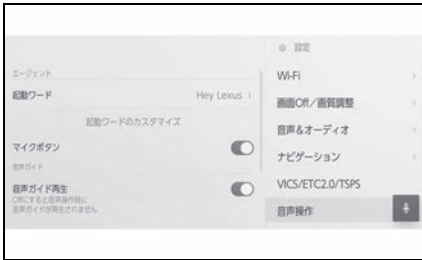 エージェント
起動ワード
Hey Lexus
起動ワードのカスタマイズ
マイクボタン
音声ガイド
音声ガイド再生
Offにすると音声操作時に
音声ガイドが再生されません
設定
Wi-Fi
画面Off/画質調整
音声&オーディオ
ナビゲーション
VICS/ETC2.0/TSPS
音声操作